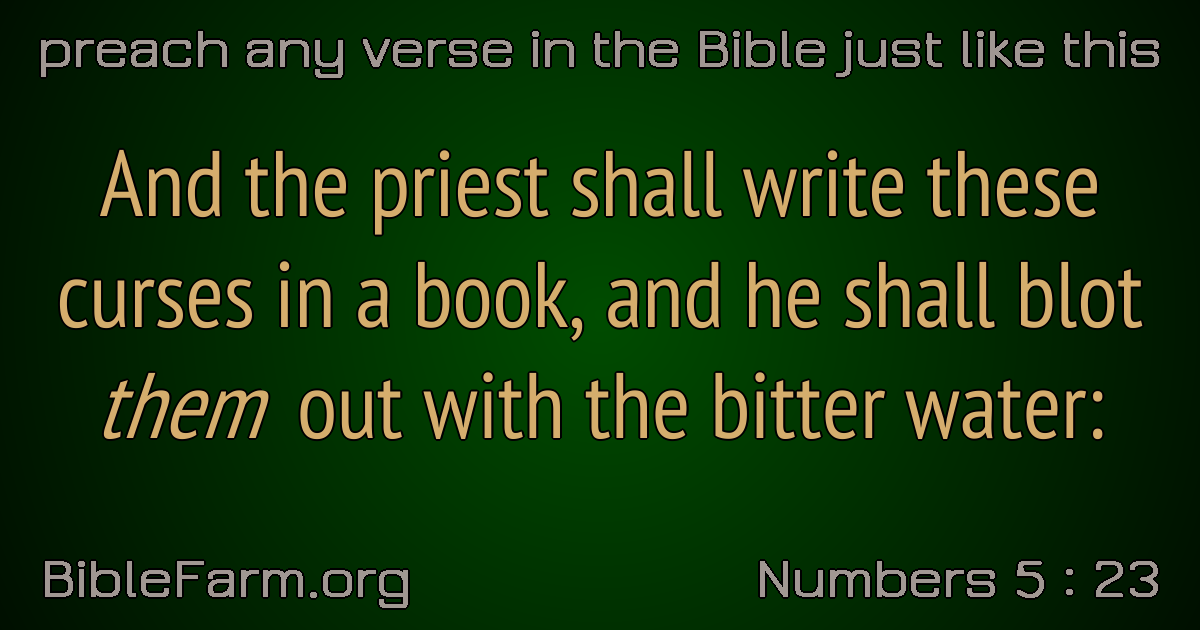 preach any verse in the Bible just like this
And the priest shall write these
curses in a book, and he shall blot
them out with the bitter water:
BibleFarm.org
Numbers 5 : 23